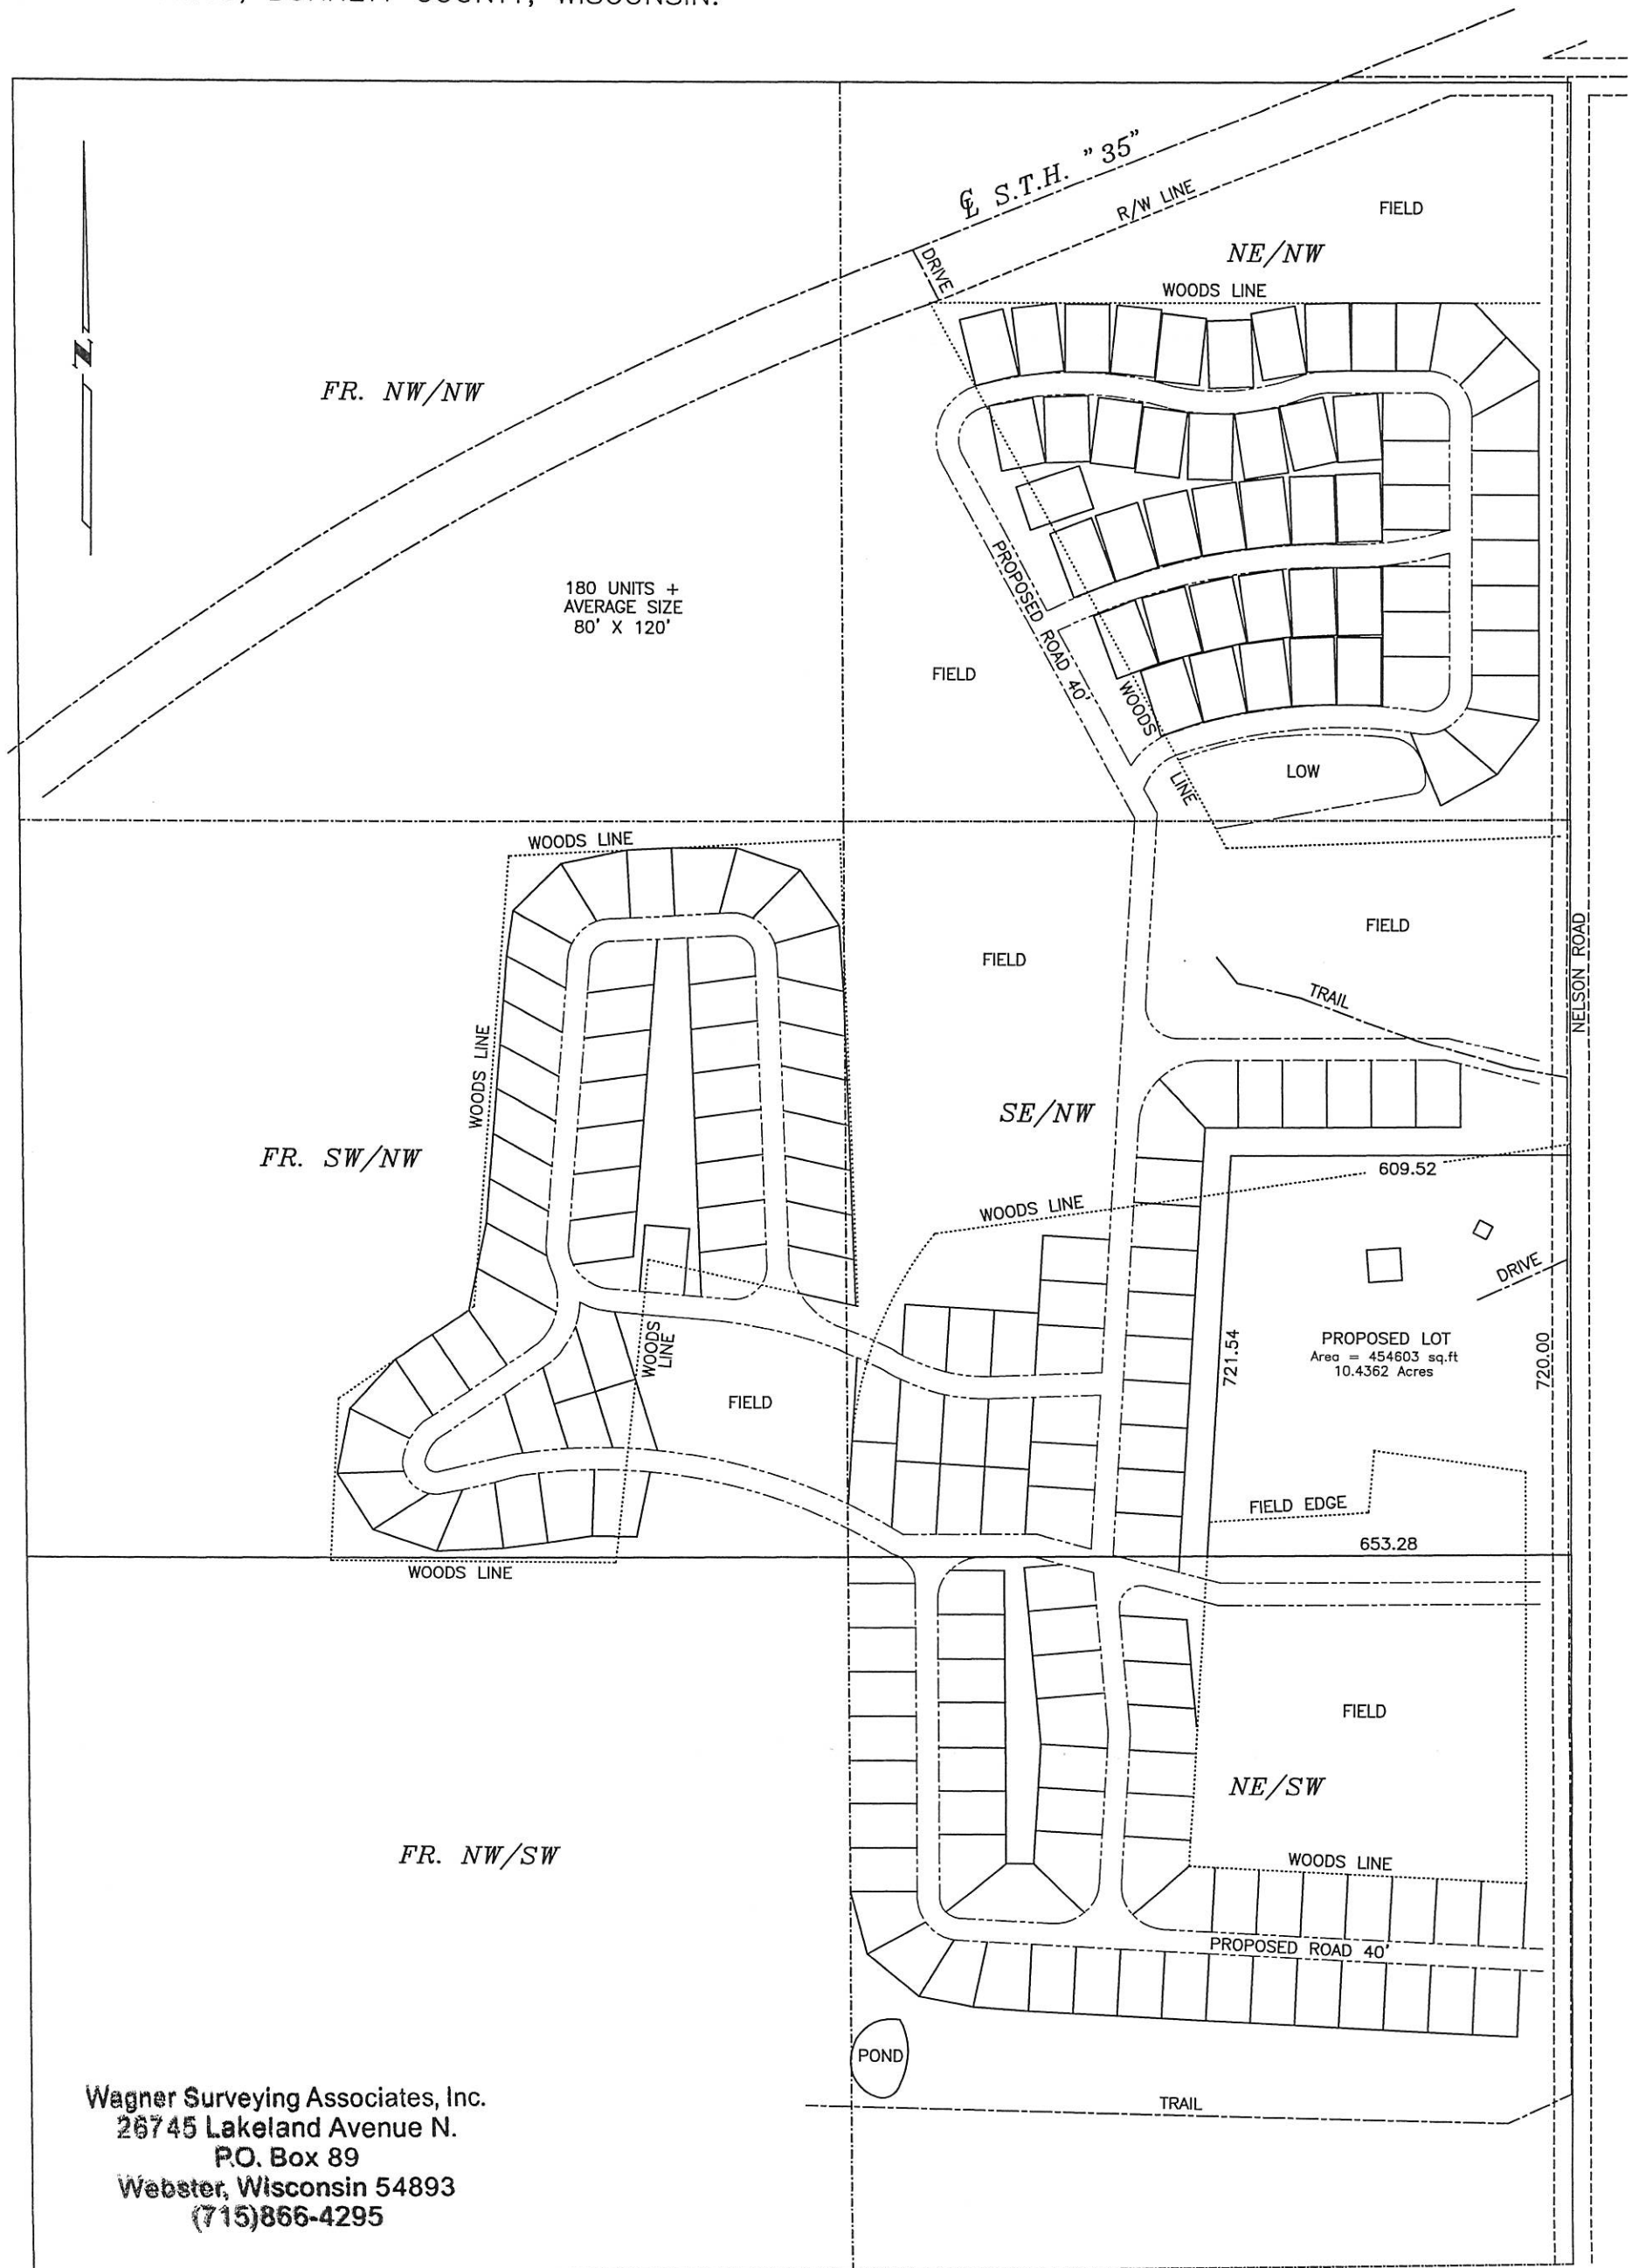 BURNETT COUNTY, WISCONSIN.
℄ S.T.H. "35"
R/W LINE
FIELD
DRIVE
NE/NW
WOODS LINE
N
FR. NW/NW
180 UNITS +
AVERAGE SIZE
80' X 120'
PROPOSED ROAD 40'
FIELD
WOODS
LINE
LOW
WOODS LINE
FIELD
FIELD
NELSON ROAD
TRAIL
WOODS LINE
SE/NW
FR. SW/NW
609.52
WOODS LINE
DRIVE
WOODS
LINE
721.54
PROPOSED LOT
Area = 454603 sq.ft
10.4362 Acres
720.00
FIELD
FIELD EDGE
653.28
WOODS LINE
FIELD
NE/SW
FR. NW/SW
WOODS LINE
PROPOSED ROAD 40'
POND
TRAIL
Wagner Surveying Associates, Inc.
26745 Lakeland Avenue N.
P.O. Box 89
Webster, Wisconsin 54893
(715)866-4295